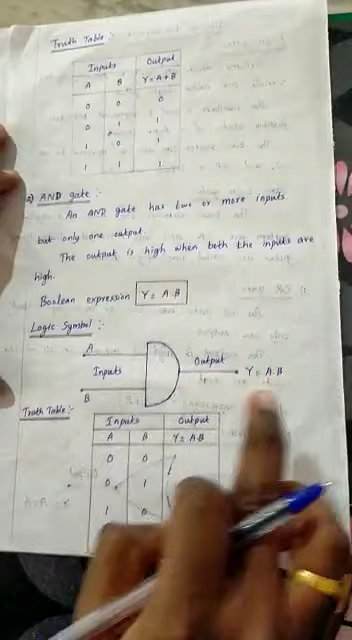 Truth Table :-
Inputs Output
A B Y = A+B
0 0 0
0 1 1
1 0 1
1 1 1
2) AND gate :-
An AND gate has two or more inputs
but only one output.
The output is high when both the inputs are
high.
Boolean expression Y = A.B
Logic Symbol :-
A
Inputs Output Y = A.B
B
Truth Table :-
Inputs Output
A B Y = A.B
0 0
0 1
1 0